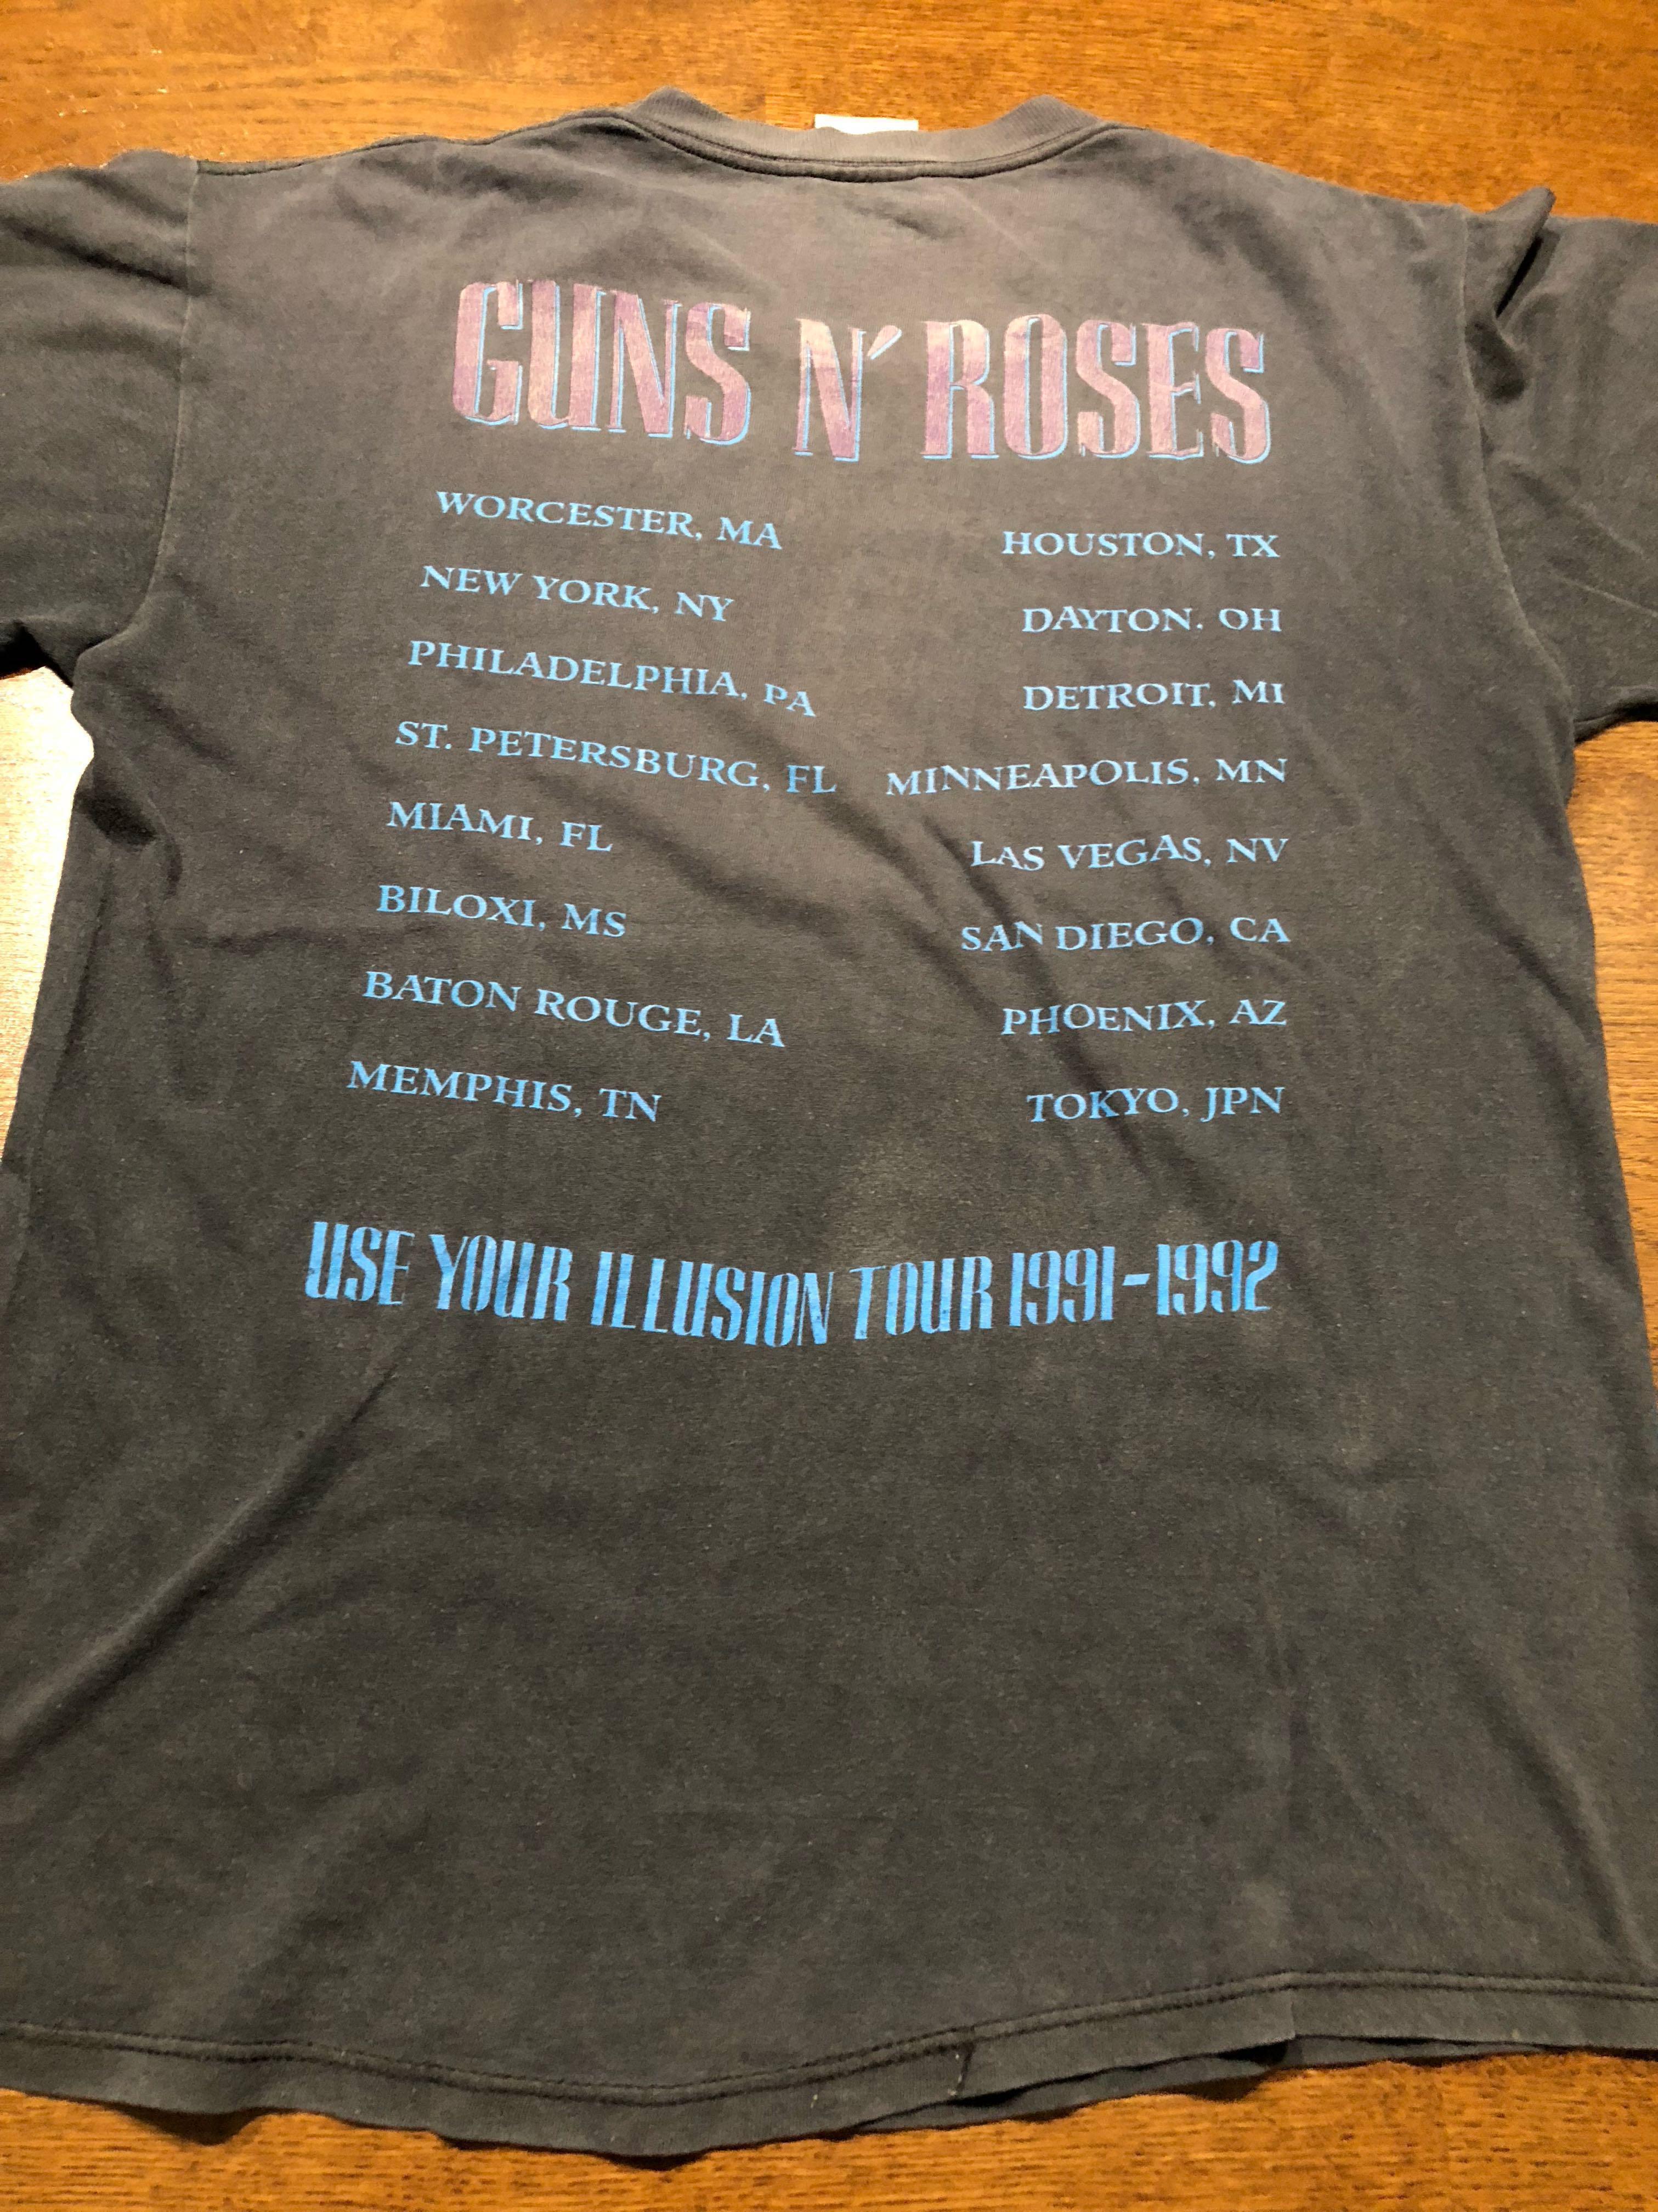 GUNS N' ROSES
WORCESTER, MA
NEW YORK, NY
PHILADELPHIA, PA
ST. PETERSBURG, FL
MIAMI, FL
BILOXI, MS
BATON ROUGE, LA
MEMPHIS, TN
HOUSTON, TX
DAYTON, OH
DETROIT, MI
MINNEAPOLIS, MN
LAS VEGAS, NV
SAN DIEGO, CA
PHOENIX, AZ
TOKYO, JPN
USE YOUR ILLUSION TOUR 1991-1992